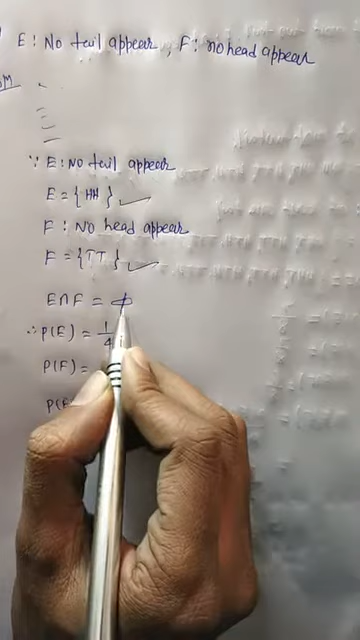 E : No tail appear , F : no head appear
∵ E : No tail appear
E = { HH }
F : No head appear
F = { TT }
E∩F = ϕ
∴ P(E) = 1/4
P(F) =